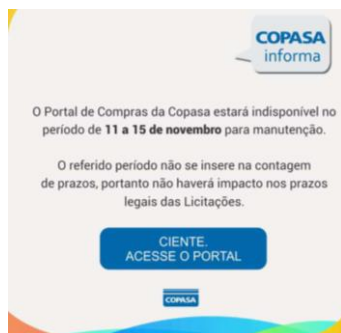 COPASA
informa
O Portal de Compras da Copasa estará indisponível no
período de 11 a 15 de novembro para manutenção.
O referido período não se insere na contagem
de prazos, portanto não haverá impacto nos prazos
legais das Licitações.
CIENTE.
ACESSE O PORTAL
COPASA